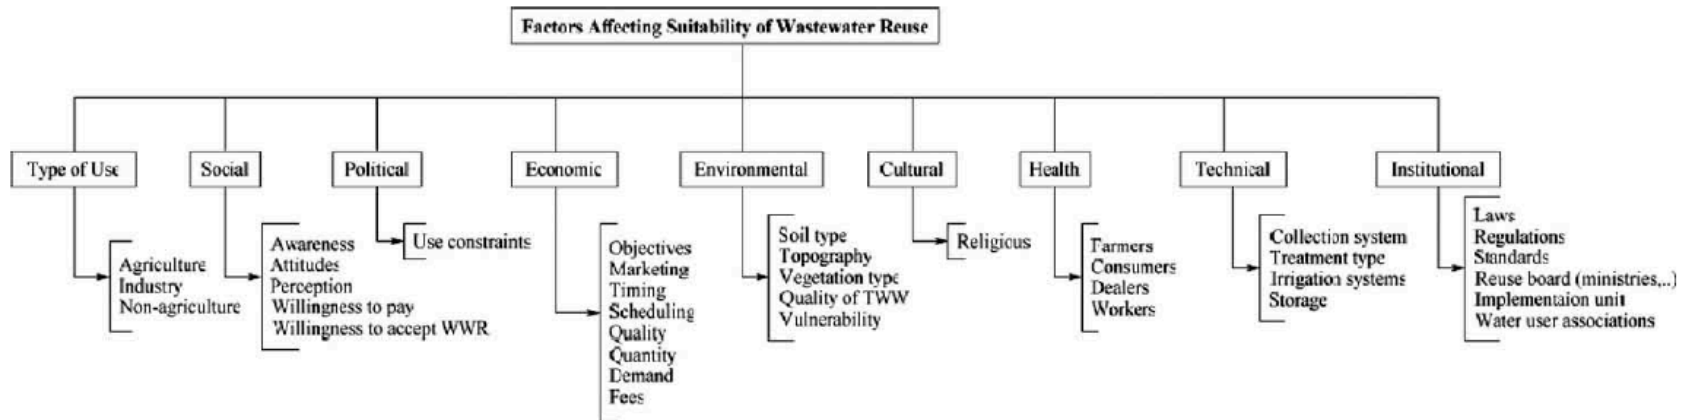 Factors Affecting Suitability of Wastewater Reuse
Type of Use
Social
Political
Economic
Environmental
Cultural
Health
Technical
Institutional
Agriculture
Industry
Non-agriculture
Awareness
Attitudes
Perception
Willingness to pay
Willingness to accept WWR
Use constraints
Objectives
Marketing
Timing
Scheduling
Quality
Quantity
Demand
Fees
Soil type
Topography
Vegetation type
Quality of TWW
Vulnerability
Religious
Farmers
Consumers
Dealers
Workers
Collection system
Treatment type
Irrigation systems
Storage
Laws
Regulations
Standards
Reuse board (ministries,..)
Implementaion unit
Water user associations